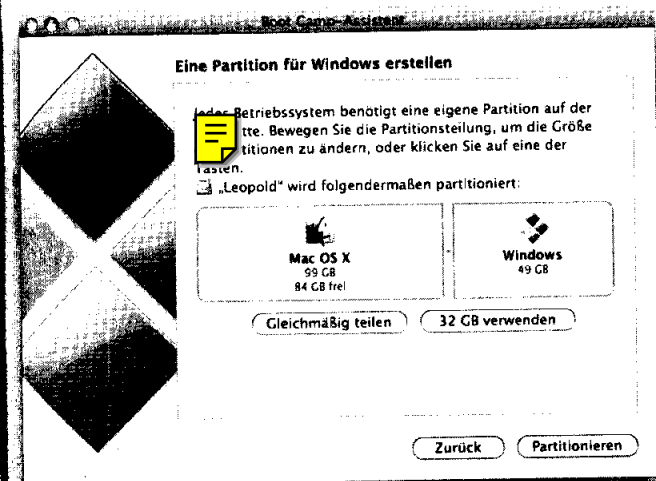 Boot Camp-Assistent
Eine Partition für Windows erstellen
Jedes Betriebssystem benötigt eine eigene Partition auf der
tte. Bewegen Sie die Partitionsteilung, um die Größe
titionen zu ändern, oder klicken Sie auf eine der
Tasten.
„Leopold“ wird folgendermaßen partitioniert:
Mac OS X
99 GB
84 GB frei
Windows
49 GB
Gleichmäßig teilen
32 GB verwenden
Zurück
Partitionieren